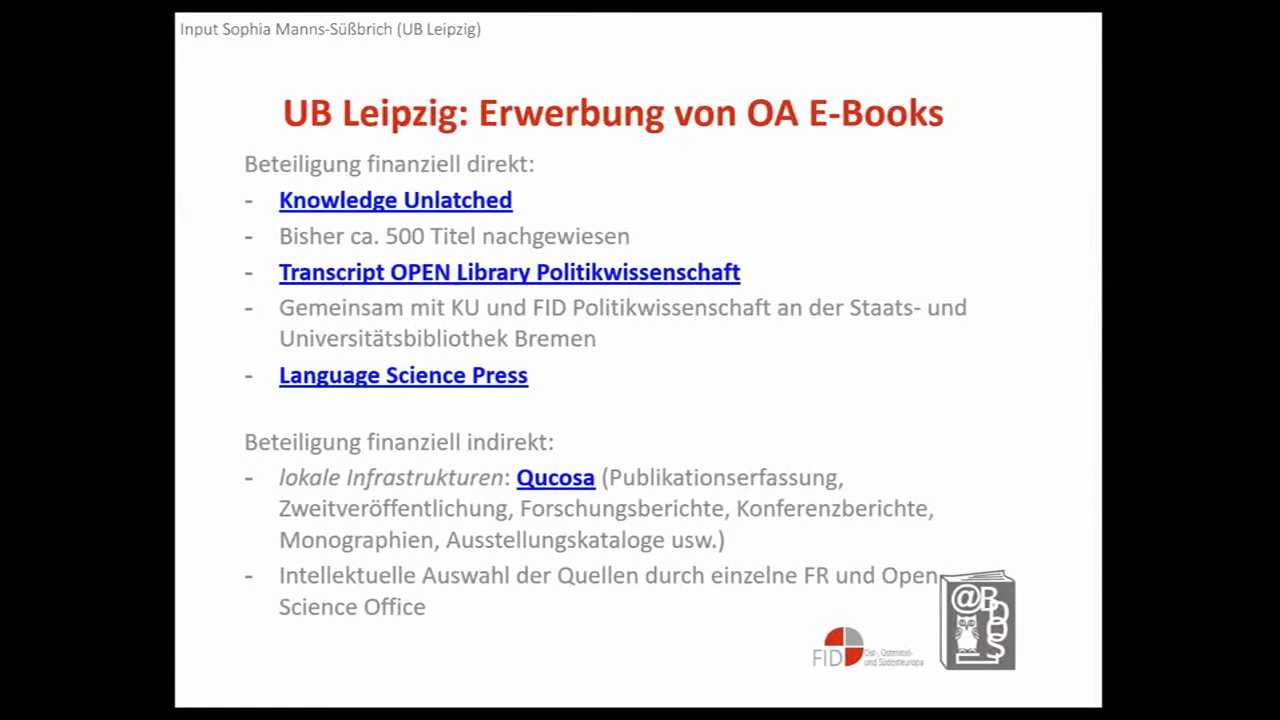 Input Sophia Manns-Süßbrich (UB Leipzig)
UB Leipzig: Erwerbung von OA E-Books
Beteiligung finanziell direkt:
- Knowledge Unlatched
- Bisher ca. 500 Titel nachgewiesen
- Transcript OPEN Library Politikwissenschaft
- Gemeinsam mit KU und FID Politikwissenschaft an der Staats- und
Universitätsbibliothek Bremen
- Language Science Press
Beteiligung finanziell indirekt:
- lokale Infrastrukturen: Qucosa (Publikationserfassung,
Zweitveröffentlichung, Forschungsberichte, Konferenzberichte,
Monographien, Ausstellungskataloge usw.)
- Intellektuelle Auswahl der Quellen durch einzelne FR und Open
Science Office
FID Ost-, Ostmittel-
und Südosteuropa
@BDOS